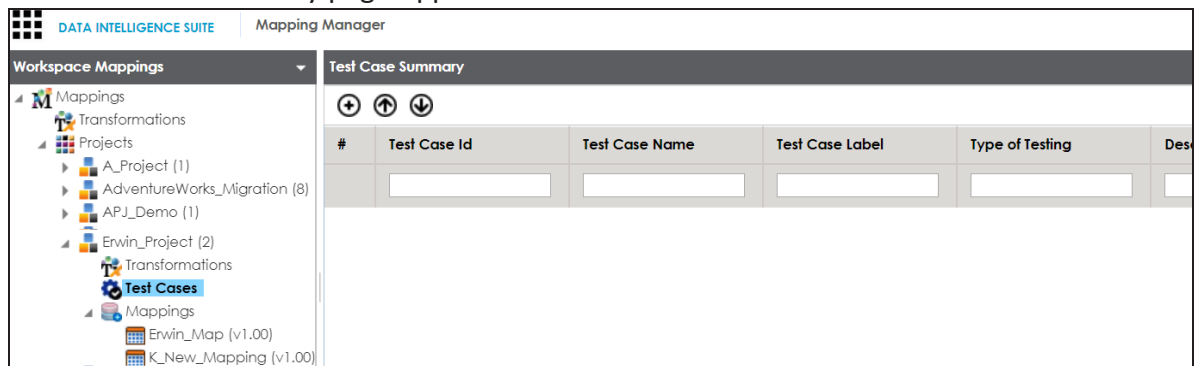 DATA INTELLIGENCE SUITE Mapping Manager
Workspace Mappings
Test Case Summary
Mappings
Transformations
Projects
A_Project (1)
AdventureWorks_Migration (8)
APJ_Demo (1)
Erwin_Project (2)
Transformations
Test Cases
Mappings
Erwin_Map (v1.00)
K_New_Mapping (v1.00)
# Test Case Id Test Case Name Test Case Label Type of Testing